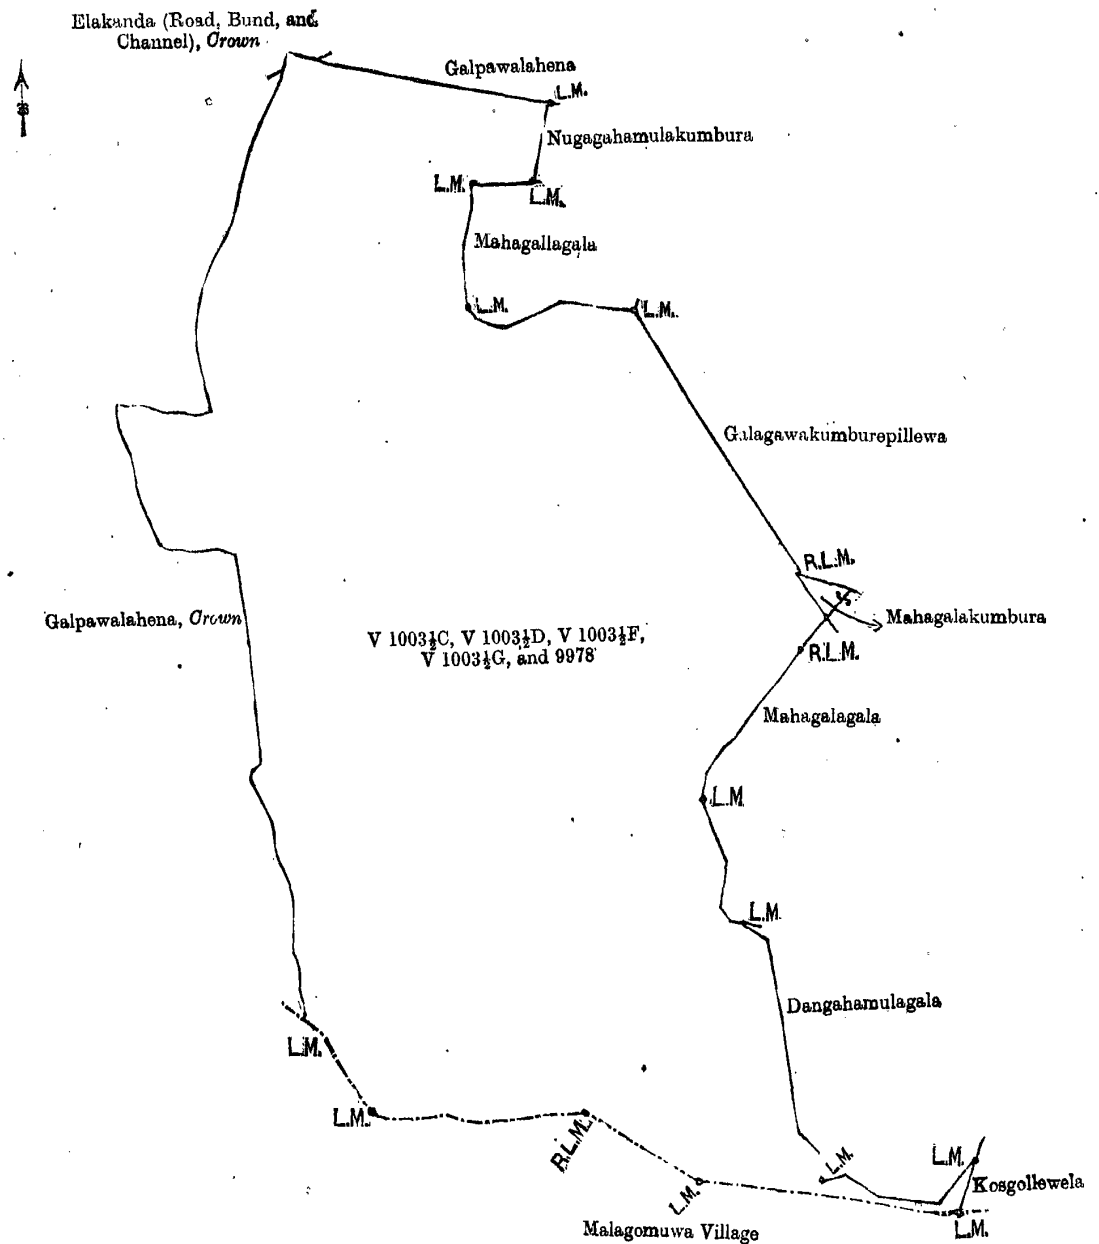 Elakanda (Road, Bund, and
Channel), Crown
Galpawalahena
L.M.
Nugagahamulakumbura
L.M.
L.M.
Mahagallagala
L.M.
L.M.
Galagawakumburepillewa
R.L.M.
Mahagalakumbura
Galpawalahena, Crown
V 1003½C, V 1003½D, V 1003½F,
V 1003½G, and 9978
R.L.M.
Mahagalagala
L.M.
L.M.
Dangahamulagala
L.M.
L.M.
R.L.M.
L.M.
L.M.
L.M.
Kosgollewela
L.M.
Malagomuwa Village